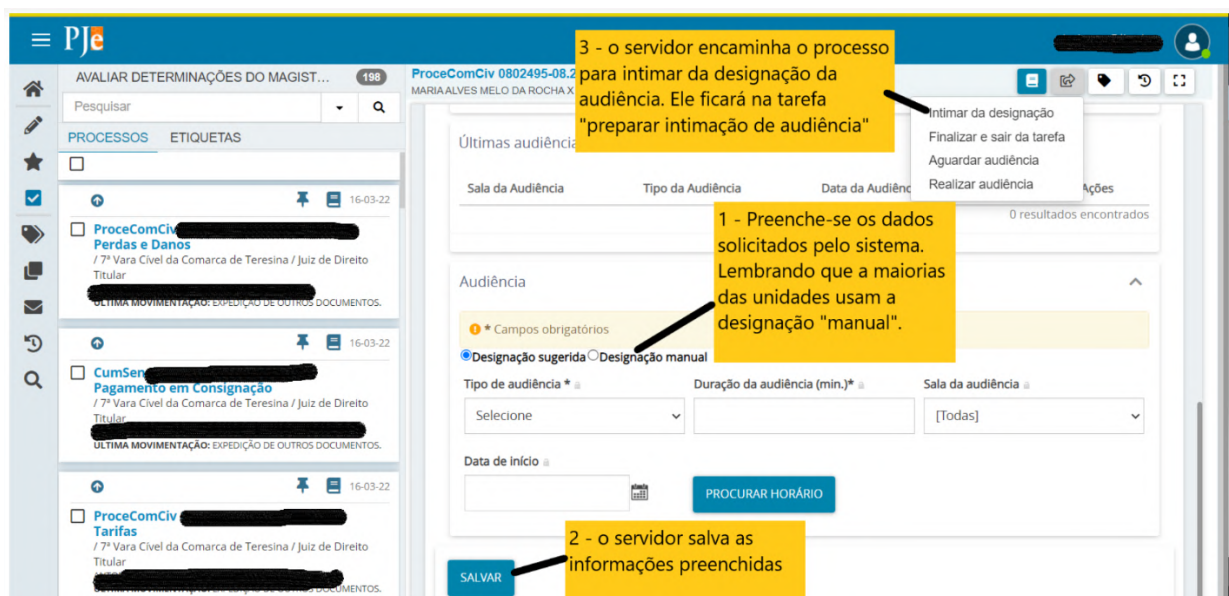 PJe
AVALIAR DETERMINAÇÕES DO MAGIST... 198
Pesquisar
PROCESSOS ETIQUETAS
16-03-22
ProceComCiv
Perdas e Danos
/ 7ª Vara Cível da Comarca de Teresina / Juiz de Direito
Titular
ÚLTIMA MOVIMENTAÇÃO: EXPEDIÇÃO DE OUTROS DOCUMENTOS.
16-03-22
CumSen
Pagamento em Consignação
/ 7ª Vara Cível da Comarca de Teresina / Juiz de Direito
Titular
ÚLTIMA MOVIMENTAÇÃO: EXPEDIÇÃO DE OUTROS DOCUMENTOS.
16-03-22
ProceComCiv
Tarifas
/ 7ª Vara Cível da Comarca de Teresina / Juiz de Direito
Titular
DOCUMENTOS.
ProceComCiv 0802495-08.2
MARIA ALVES MELO DA ROCHA X
3 - o servidor encaminha o processo
para intimar da designação da
audiência. Ele ficará na tarefa
"preparar intimação de audiência"
Intimar da designação
Finalizar e sair da tarefa
Aguardar audiência
Realizar audiência
Últimas audiência
Sala da Audiência Tipo da Audiência Data da Audiênc Ações
0 resultados encontrados
1 - Preenche-se os dados
solicitados pelo sistema.
Lembrando que a maiorias
das unidades usam a
designação "manual".
Audiência
* Campos obrigatórios
Designação sugerida Designação manual
Tipo de audiência * Duração da audiência (min.)* Sala da audiência
Selecione [Todas]
Data de início
PROCURAR HORÁRIO
2 - o servidor salva as
informações preenchidas
SALVAR